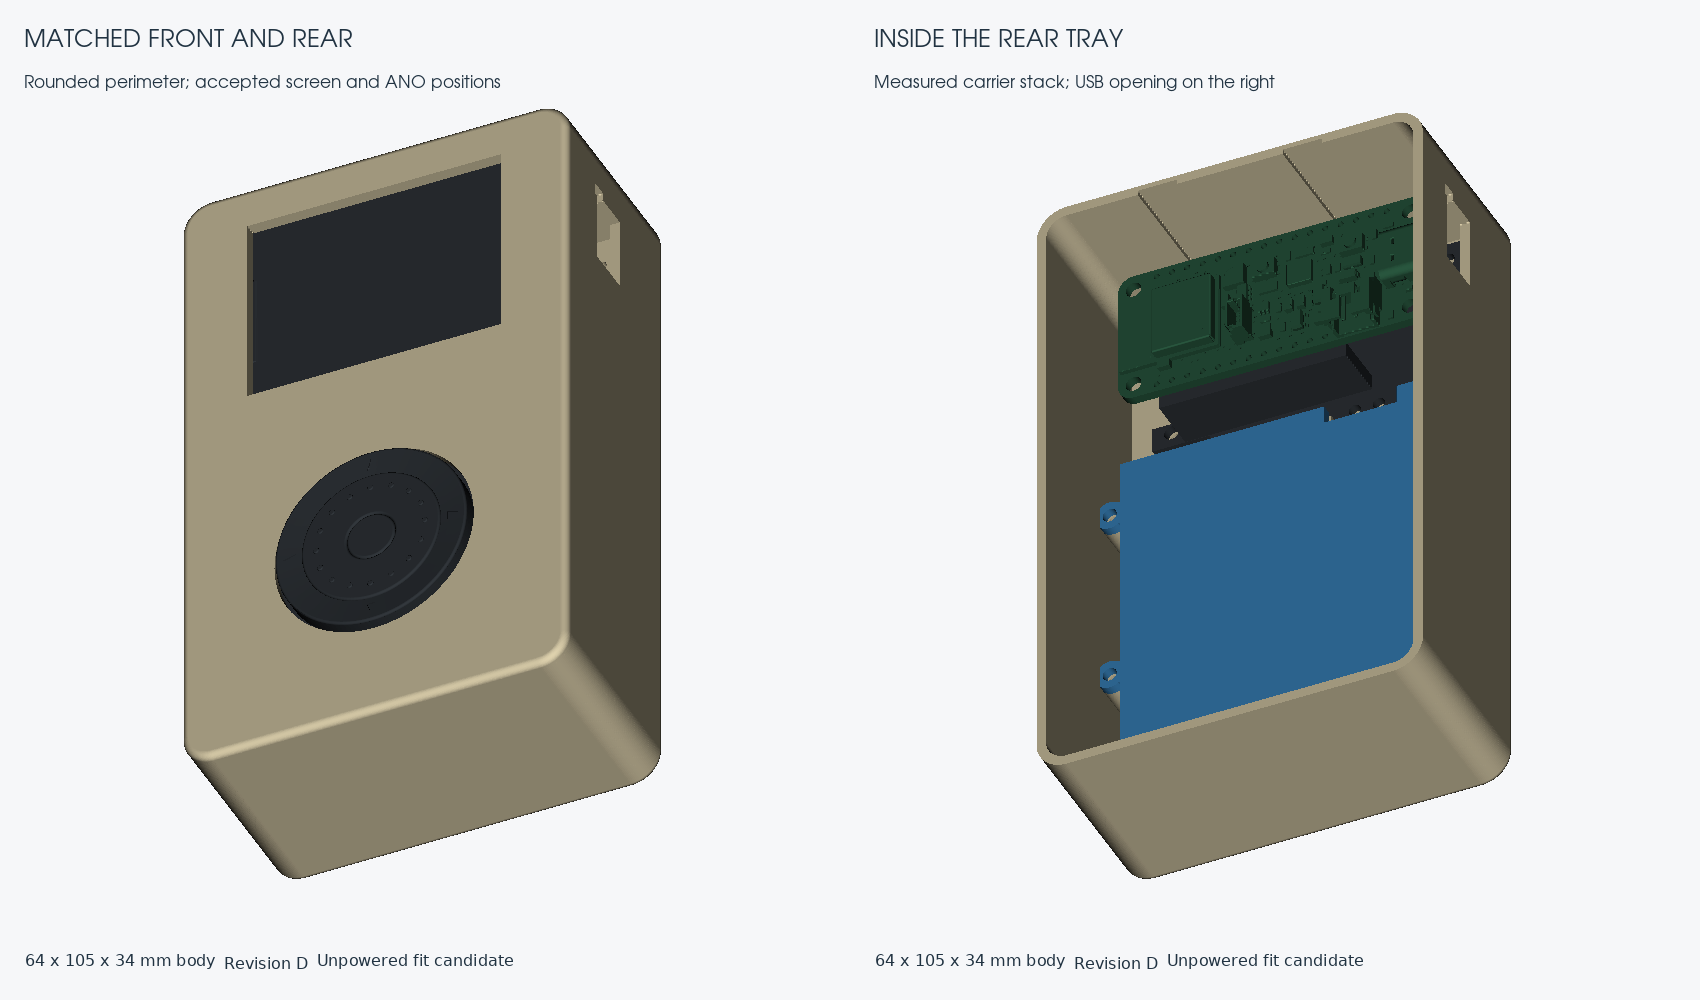 MATCHED FRONT AND REAR
Rounded perimeter; accepted screen and ANO positions
64 x 105 x 34 mm body Revision D Unpowered fit candidate
INSIDE THE REAR TRAY
Measured carrier stack; USB opening on the right
64 x 105 x 34 mm body Revision D Unpowered fit candidate